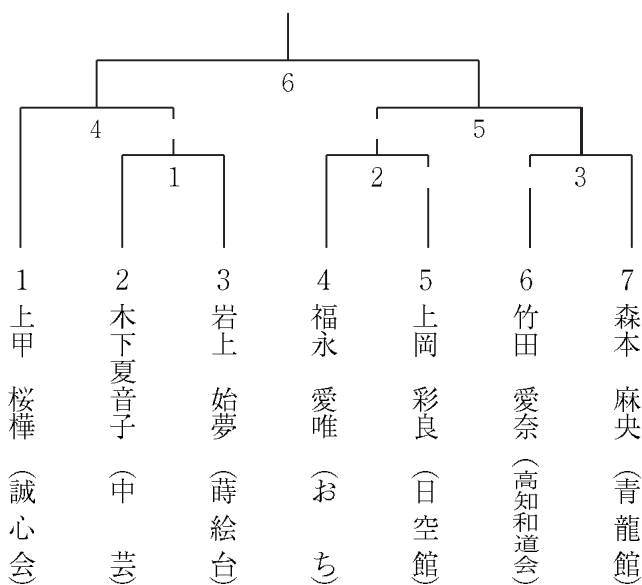 6
4
5
1
2
3
1 上甲 桜樺 (誠心会)
2 木下夏音子 (中 芸)
3 岩上 始夢 (蒔絵台)
4 福永 愛唯 (お ち)
5 上岡 彩良 (日空館)
6 竹田 愛奈 (高知和道会)
7 森本 麻央 (青龍館)